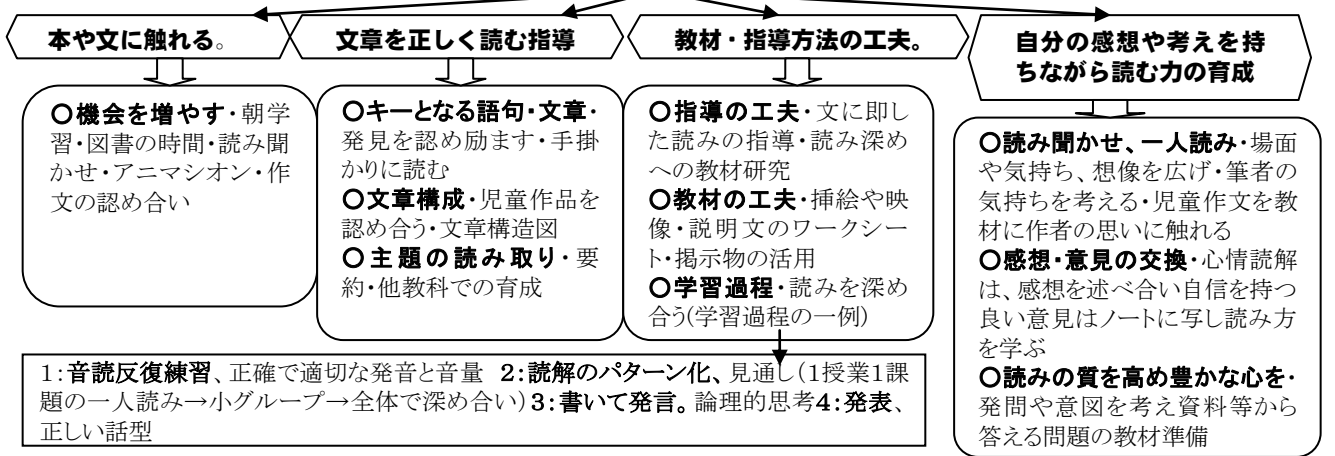 本や文に触れる。
〇機会を増やす・朝学
習・図書の時間・読み聞
かせ・アニマシオン・作
文の認め合い
文章を正しく読む指導
〇キーとなる語句・文章・
発見を認め励ます・手掛
かりに読む
〇文章構成・児童作品を
認め合う・文章構造図
〇主題の読み取り・要
約・他教科での育成
教材・指導方法の工夫。
〇指導の工夫・文に即し
た読みの指導・読み深め
への教材研究
〇教材の工夫・挿絵や映
像・説明文のワークシー
ト・掲示物の活用
〇学習過程・読みを深め
合う(学習過程の一例)
自分の感想や考えを持
ちながら読む力の育成
〇読み聞かせ、一人読み・場面
や気持ち、想像を広げ・筆者の
気持ちを考える・児童作文を教
材に作者の思いに触れる
〇感想・意見の交換・心情読解
は、感想を述べ合い自信を持つ
良い意見はノートに写し読み方
を学ぶ
〇読みの質を高め豊かな心を・
発問や意図を考え資料等から
答える問題の教材準備
1:音読反復練習、正確で適切な発音と音量 2:読解のパターン化、見通し(1授業1課
題の一人読み→小グループ→全体で深め合い)3:書いて発言。論理的思考4:発表、
正しい話型